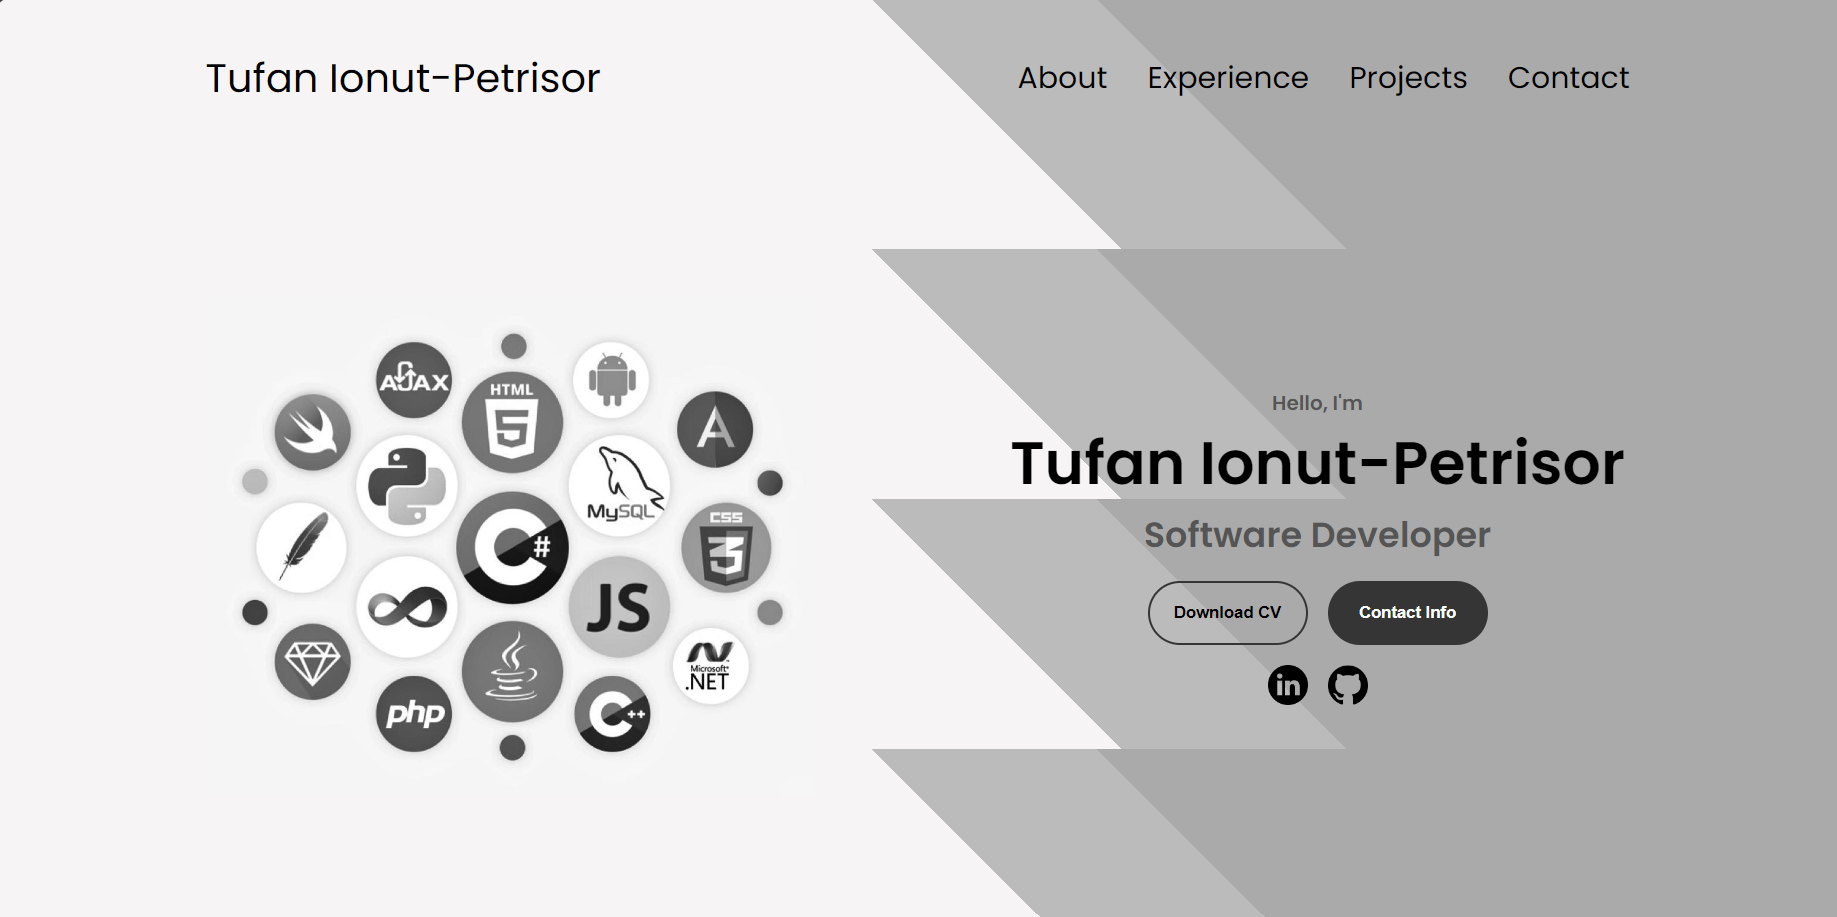 Tufan Ionut-Petrisor
About Experience Projects Contact
AJAX
HTML
5
A
MySQL
CSS
3
C#
JS
Microsoft®
.NET
php
C++
Hello, I'm
Tufan Ionut-Petrisor
Software Developer
Download CV
Contact Info
in